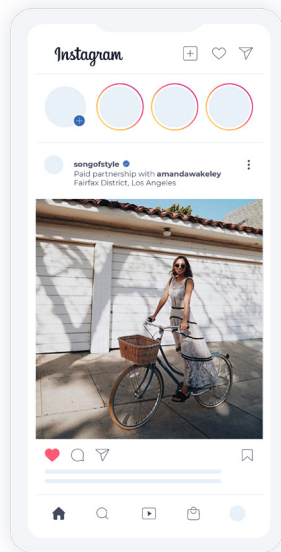 Instagram
songofstyle
Paid partnership with amandawakeley
Fairfax District, Los Angeles